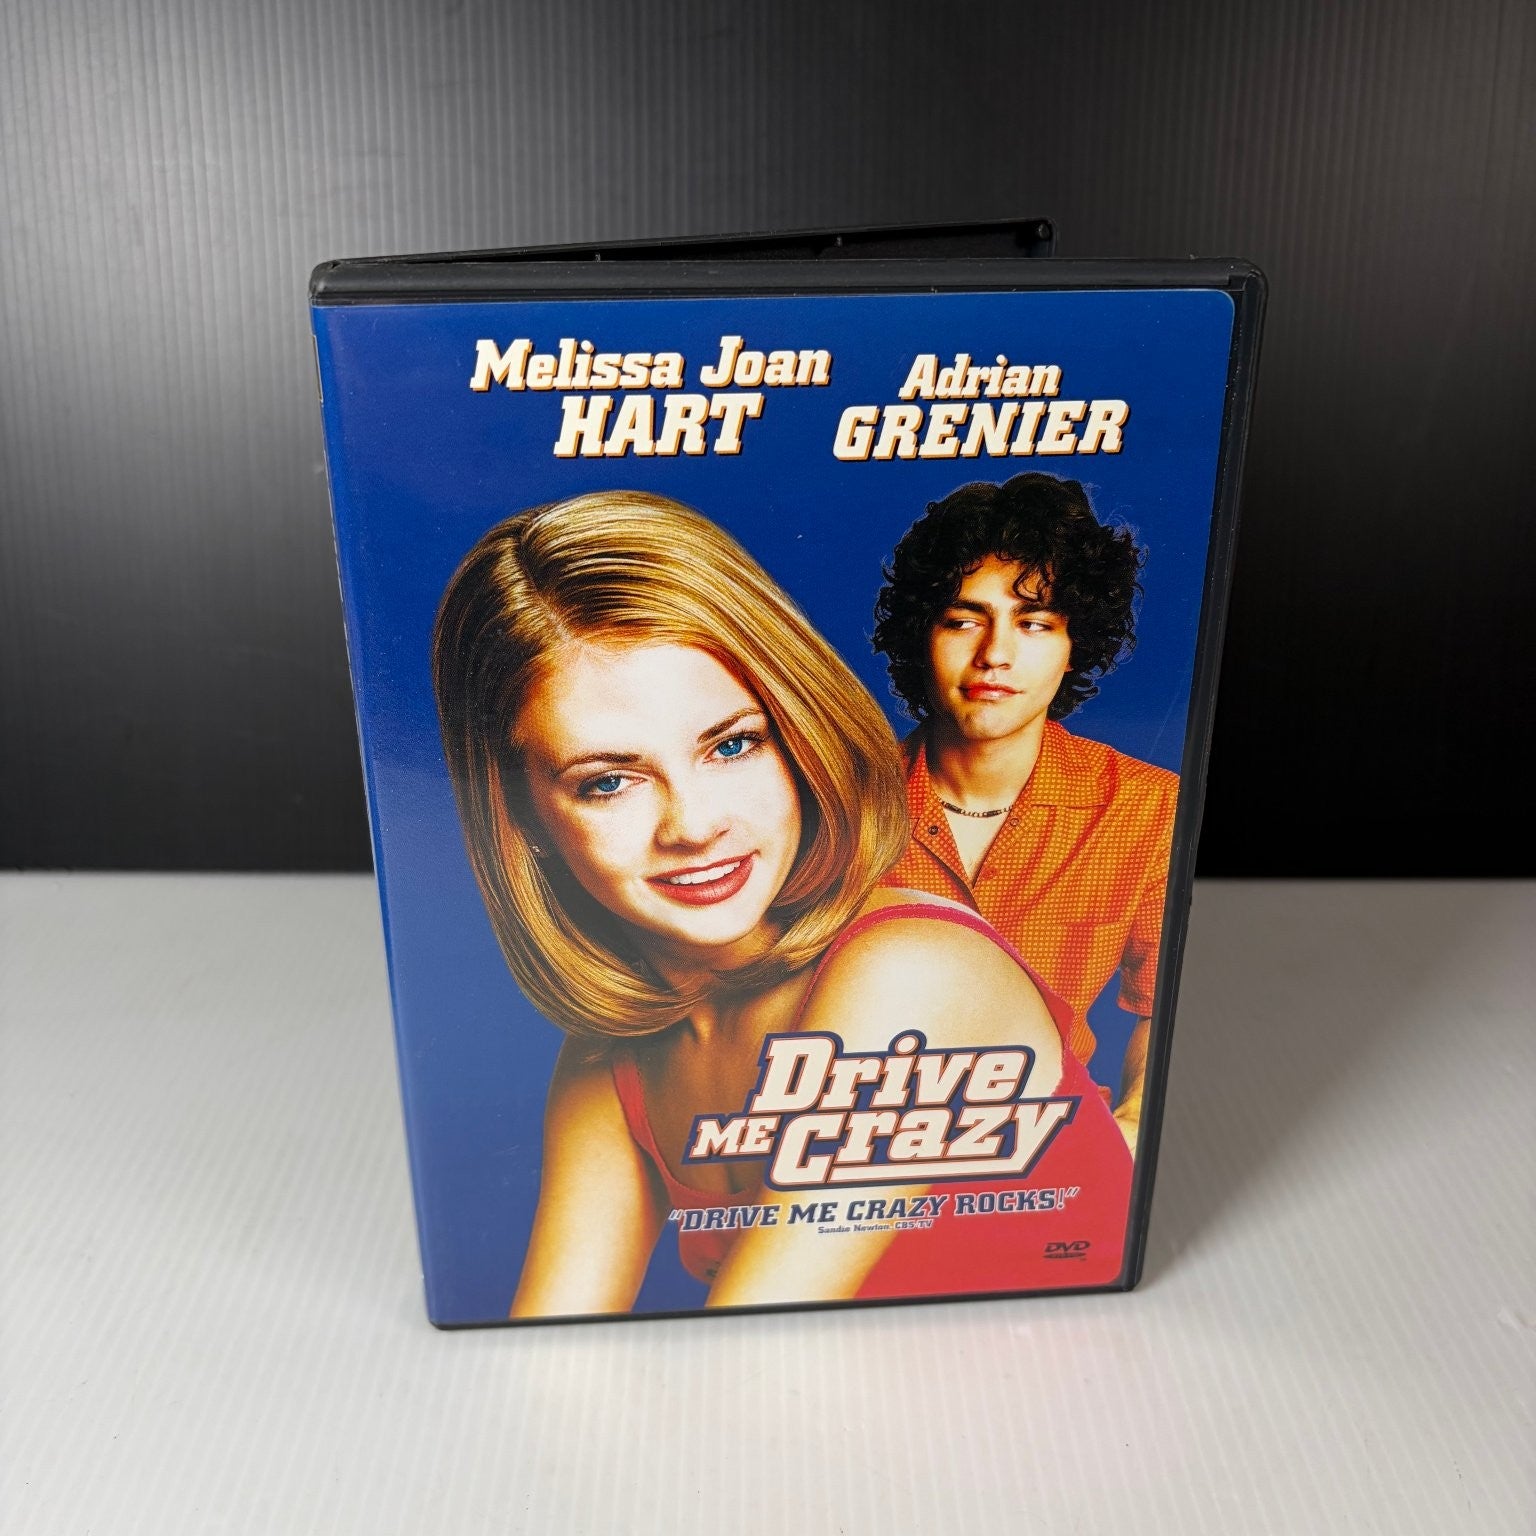 Melissa Joan
HART
Adrian
GRENIER
Drive
ME Crazy
"DRIVE ME CRAZY ROCKS!"
Sandie Newton, CBS/TV
DVD